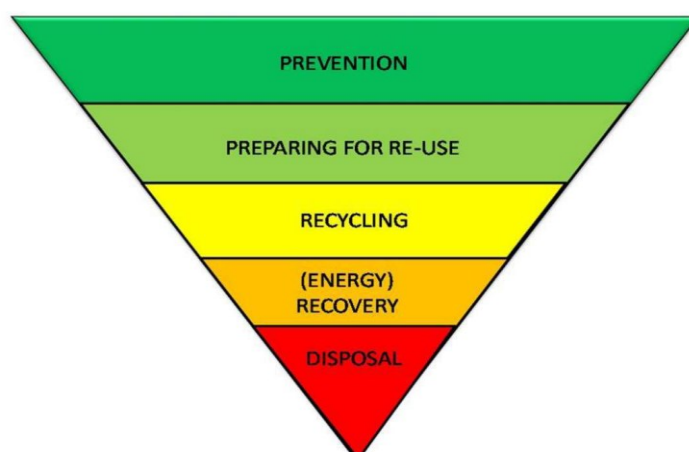 PREVENTION
PREPARING FOR RE-USE
RECYCLING
(ENERGY)
RECOVERY
DISPOSAL